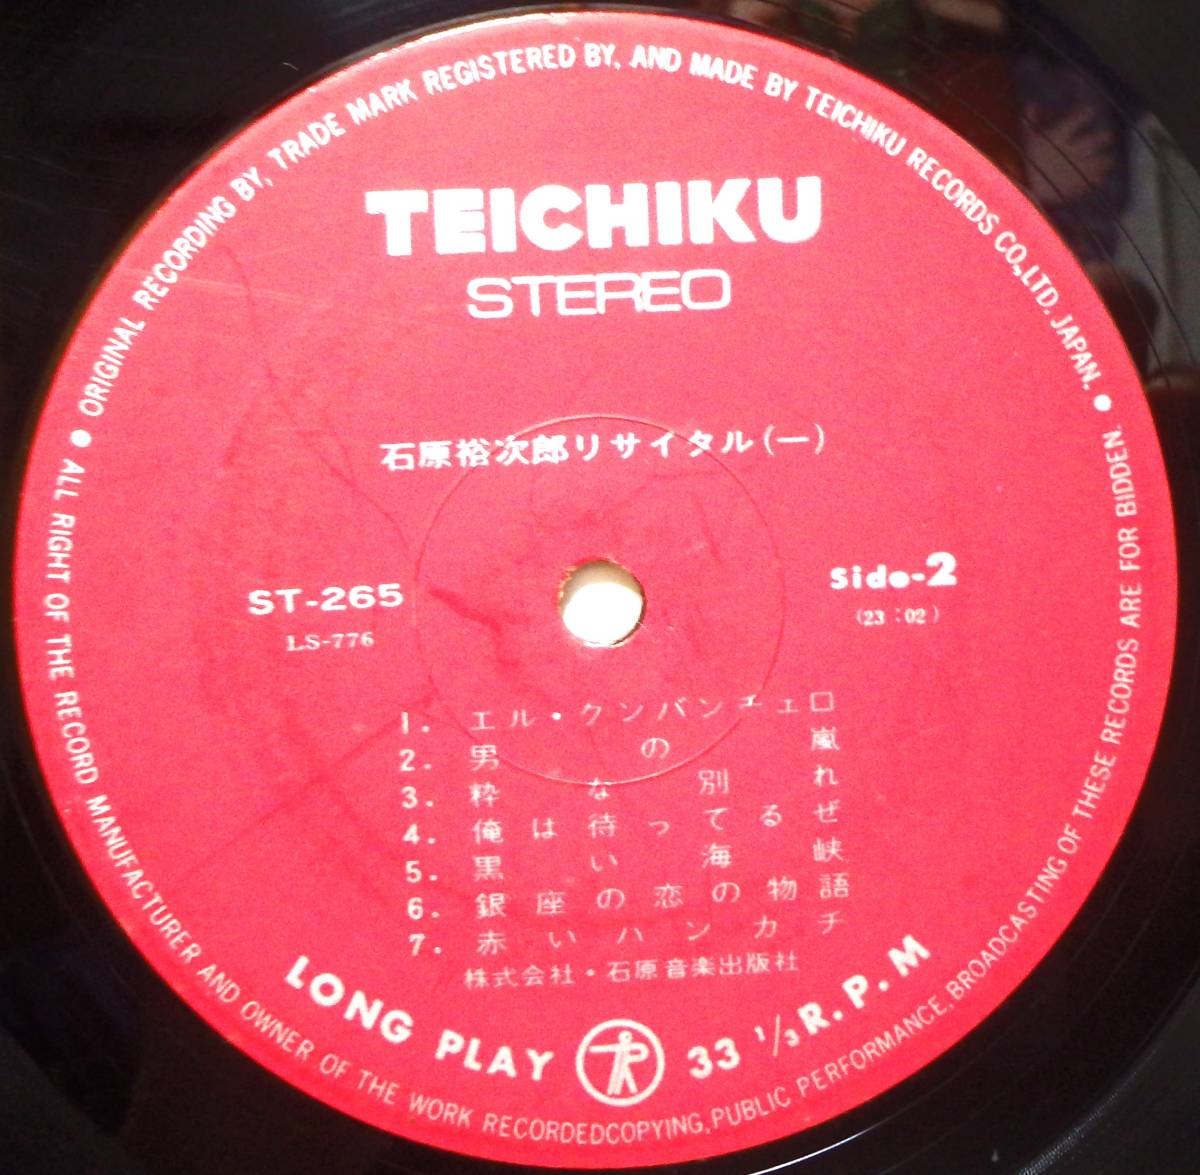 ● ORIGINAL RECORDING BY, TRADE MARK REGISTERED BY, AND MADE BY TEICHIKU RECORDS CO., LTD. JAPAN. ●
TEICHIKU
STEREO
石原裕次郎リサイタル(一)
ST-265
LS-776
Side-2
(23:02)
1. エル・クンバンチェロ
2. 男の嵐
3. 粋な別れ
4. 俺は待ってるぜ
5. 黒い海峡
6. 銀座の恋の物語
7. 赤いハンカチ
株式会社・石原音楽出版社
LONG PLAY TR 33 1/3 R.P.M
ALL RIGHT OF THE RECORD MANUFACTURER AND OWNER OF THE WORK RECORDEDCOPYING, PUBLIC PERFORMANCE, BROADCASTING OF THESE RECORDS ARE FOR BIDDEN.